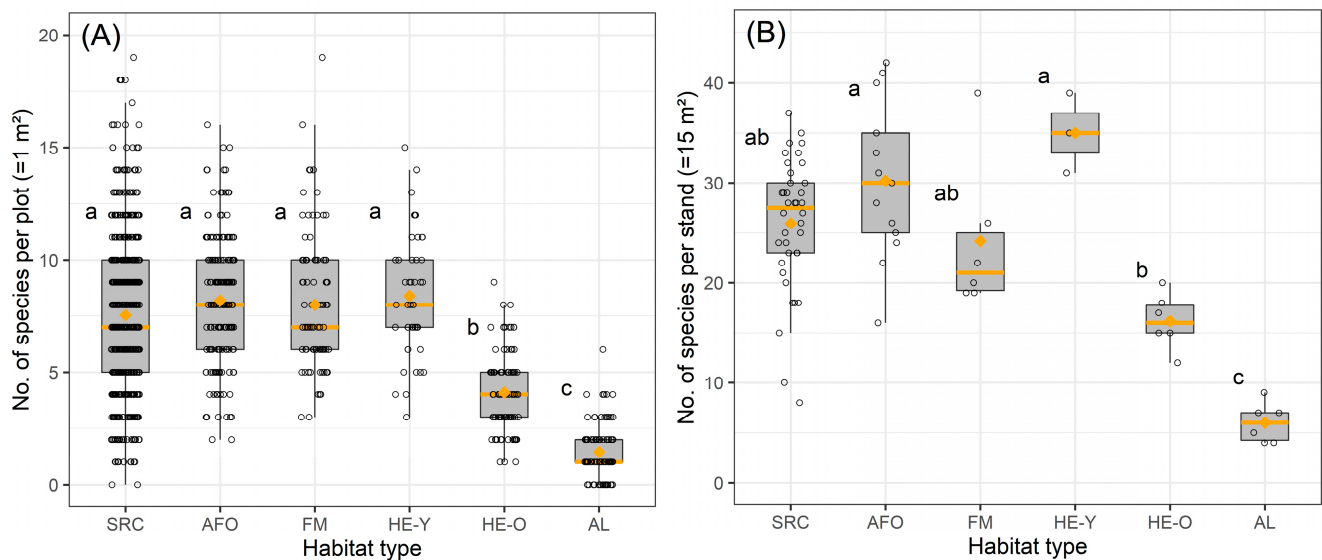 (A)
No. of species per plot (=1 m²)
20
15
10
5
0
a
a
a
a
b
c
SRC AFO FM HE-Y HE-O AL
Habitat type
(B)
No. of species per stand (=15 m²)
40
30
20
10
0
ab
a
ab
a
b
c
SRC AFO FM HE-Y HE-O AL
Habitat type